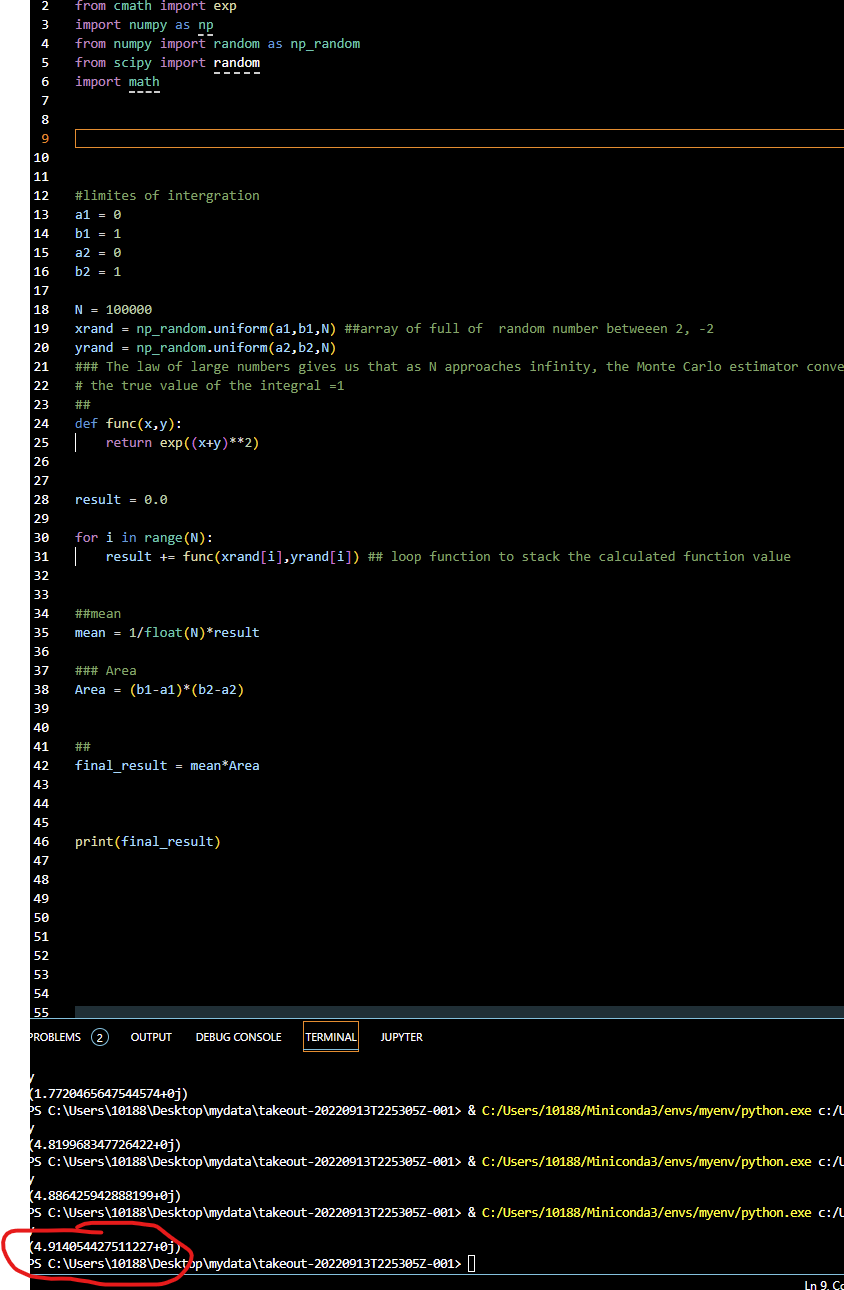 2 from cmath import exp
3 import numpy as np
4 from numpy import random as np_random
5 from scipy import random
6 import math
7
8
9
10
11
12 #limites of intergration
13 a1 = 0
14 b1 = 1
15 a2 = 0
16 b2 = 1
17
18 N = 100000
19 xrand = np_random.uniform(a1,b1,N) ##array of full of  random number betweeen 2, -2
20 yrand = np_random.uniform(a2,b2,N)
21 ### The law of large numbers gives us that as N approaches infinity, the Monte Carlo estimator conve
22 # the true value of the integral =1
23 ##
24 def func(x,y):
25     return exp((x+y)**2)
26
27
28 result = 0.0
29
30 for i in range(N):
31     result += func(xrand[i],yrand[i]) ## loop function to stack the calculated function value
32
33
34 ##mean
35 mean = 1/float(N)*result
36
37 ### Area
38 Area = (b1-a1)*(b2-a2)
39
40
41 ##
42 final_result = mean*Area
43
44
45
46 print(final_result)
47
48
49
50
51
52
53
54
55
PROBLEMS 2 OUTPUT DEBUG CONSOLE TERMINAL JUPYTER
y
(1.7720465647544574+0j)
PS C:\Users\10188\Desktop\mydata\takeout-20220913T225305Z-001> & C:/Users/10188/Miniconda3/envs/myenv/python.exe c:/U
y
(4.819968347726422+0j)
PS C:\Users\10188\Desktop\mydata\takeout-20220913T225305Z-001> & C:/Users/10188/Miniconda3/envs/myenv/python.exe c:/U
y
(4.886425942888199+0j)
PS C:\Users\10188\Desktop\mydata\takeout-20220913T225305Z-001> & C:/Users/10188/Miniconda3/envs/myenv/python.exe c:/U
(4.914054427511227+0j)
PS C:\Users\10188\Desktop\mydata\takeout-20220913T225305Z-001>
Ln 9, Co